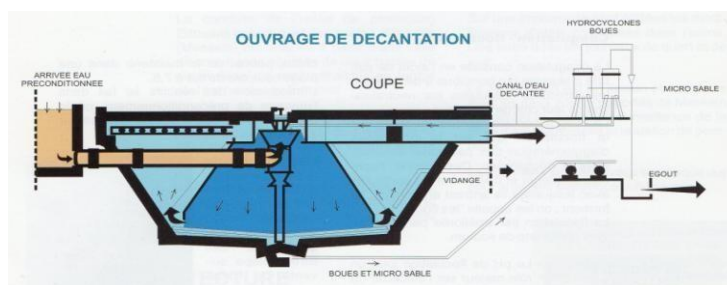 HYDROCYCLONES
BOUES
OUVRAGE DE DECANTATION
ARRIVEE EAU
PRECONDITIONNEE
COUPE
CANAL D'EAU
DECANTEE
MICRO SABLE
VIDANGE
EGOUT
BOUES ET MICRO SABLE